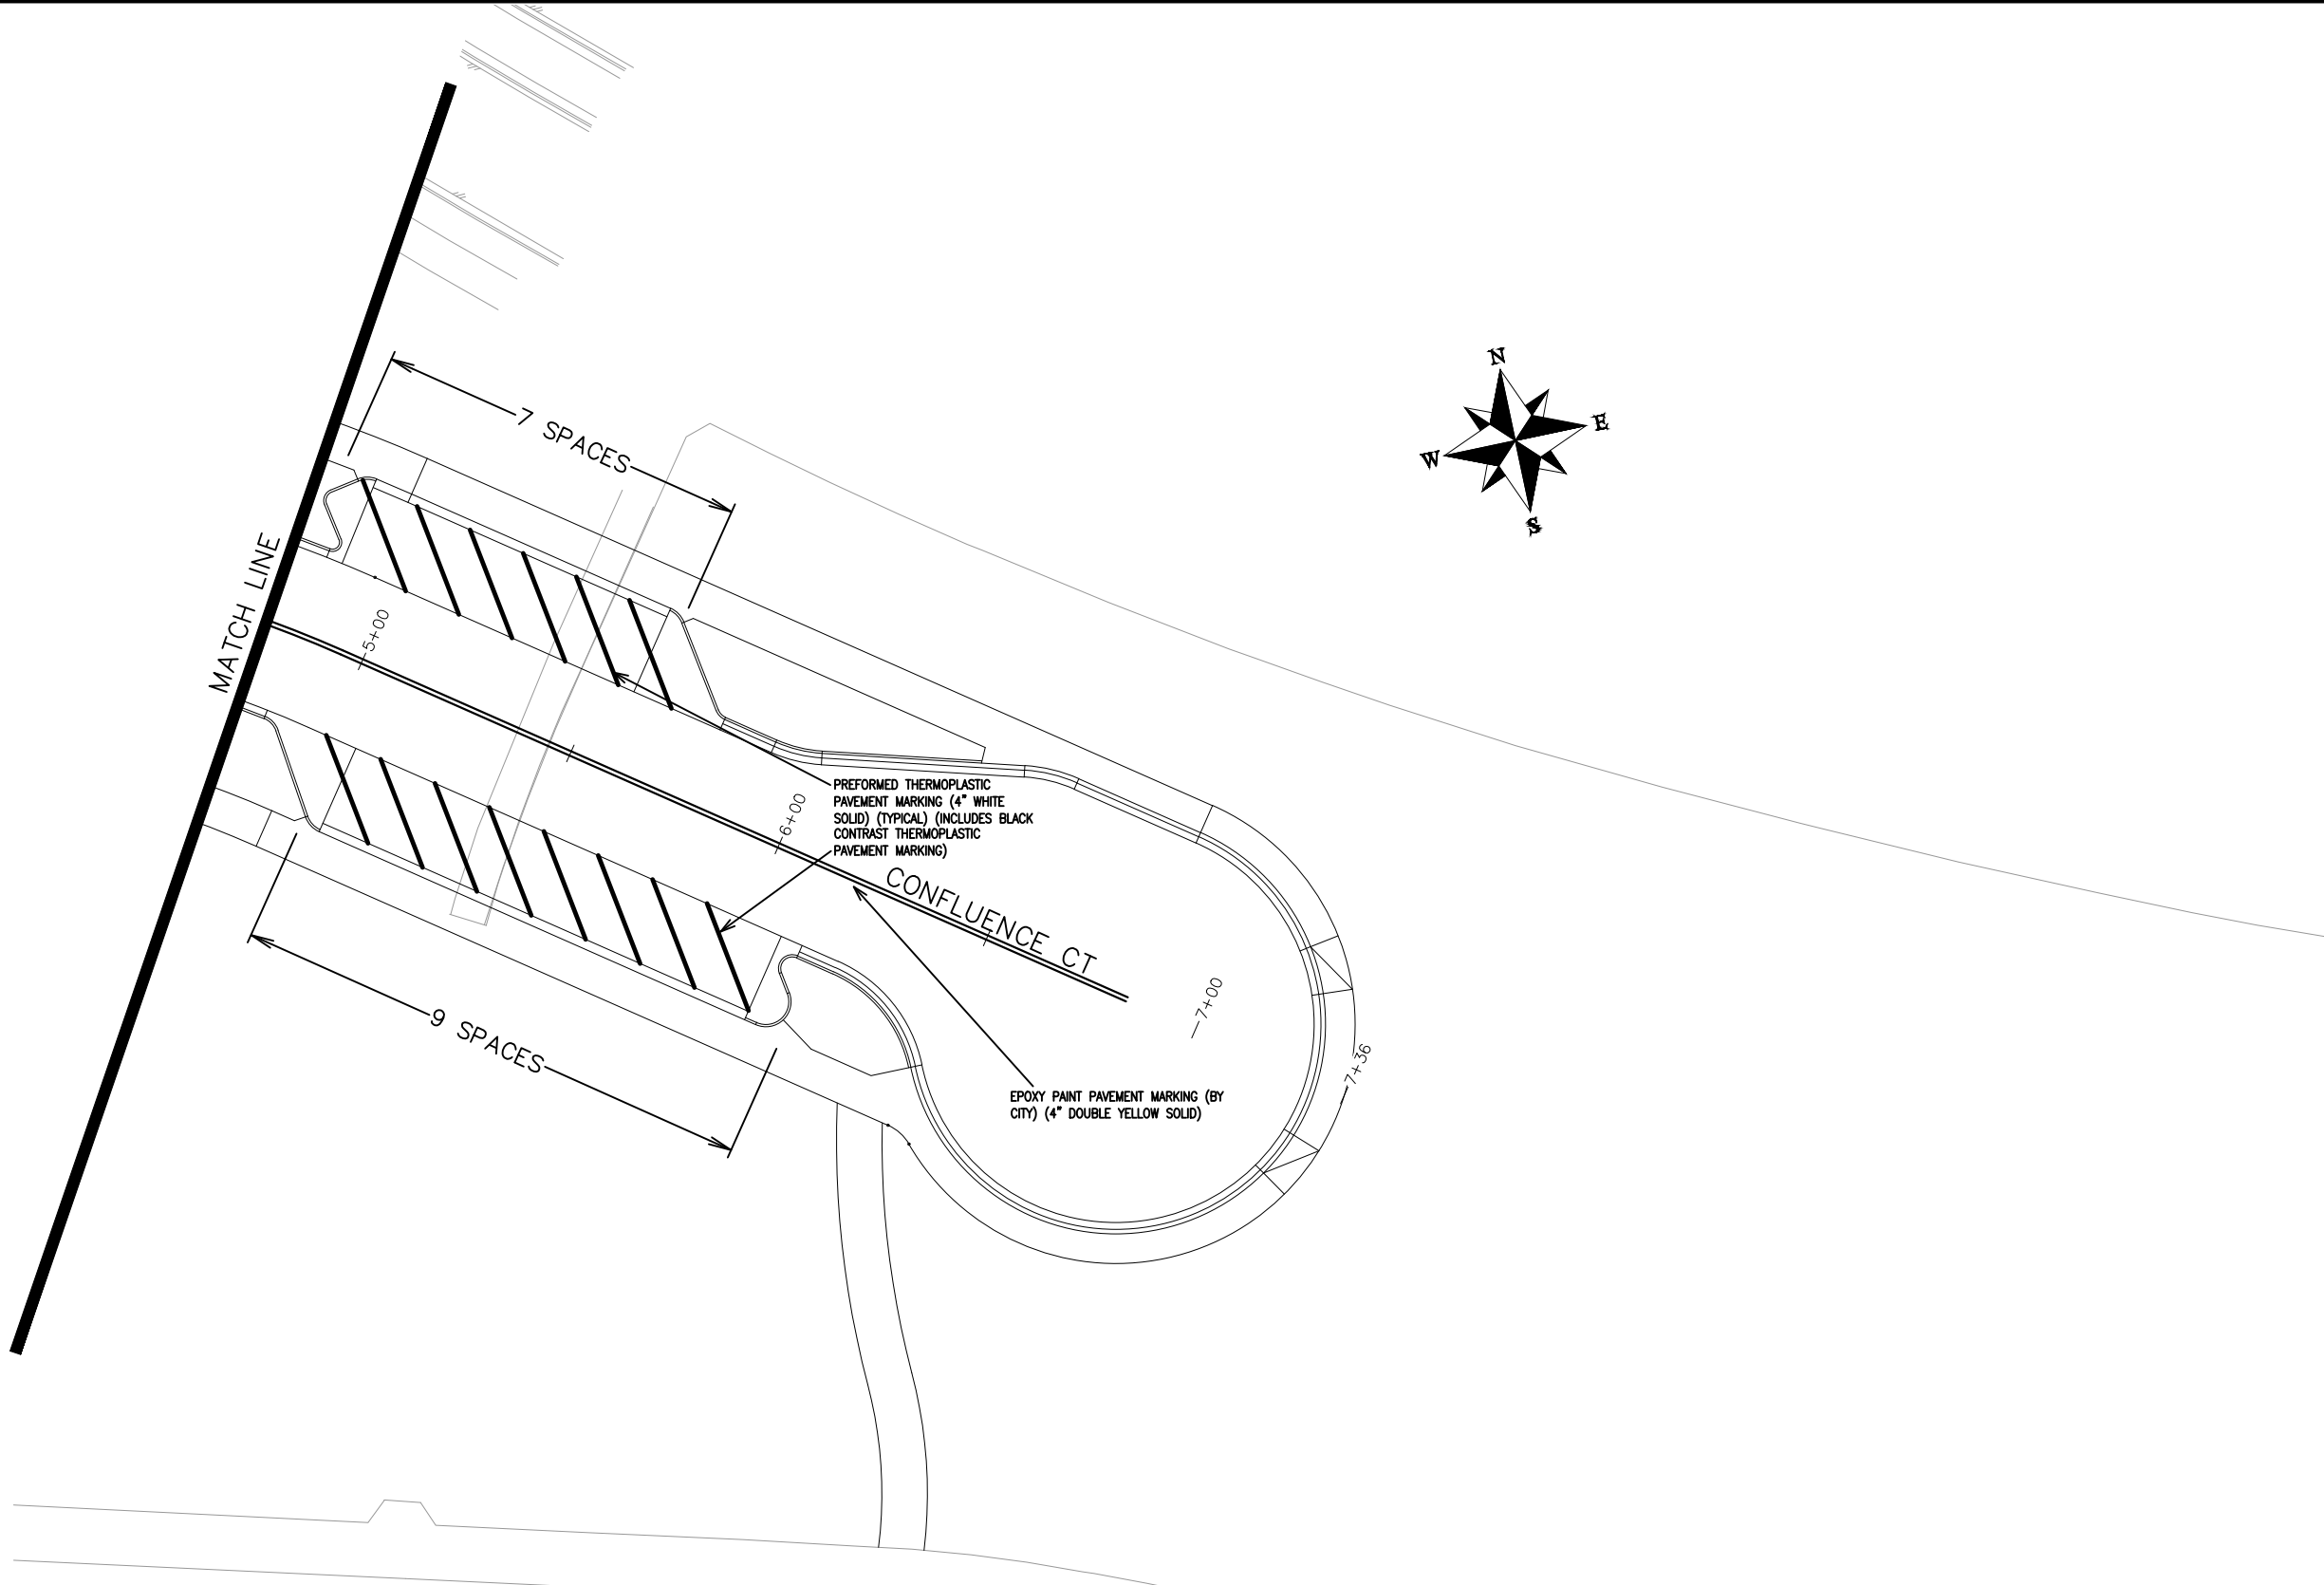 N
E
W
S
7 SPACES
MATCH LINE
5+00
6+00
PREFORMED THERMOPLASTIC
PAVEMENT MARKING (4" WHITE
SOLID) (TYPICAL) (INCLUDES BLACK
CONTRAST THERMOPLASTIC
PAVEMENT MARKING)
CONFLUENCE CT
7+00
7+36
9 SPACES
EPOXY PAINT PAVEMENT MARKING (BY
CITY) (4" DOUBLE YELLOW SOLID)